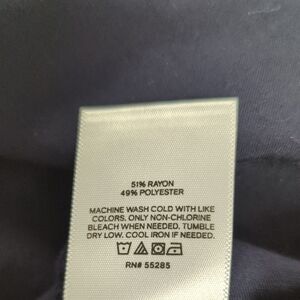 51% RAYON
49% POLYESTER
MACHINE WASH COLD WITH LIKE
COLORS. ONLY NON-CHLORINE
BLEACH WHEN NEEDED. TUMBLE
DRY LOW. COOL IRON IF NEEDED.
RN# 55285